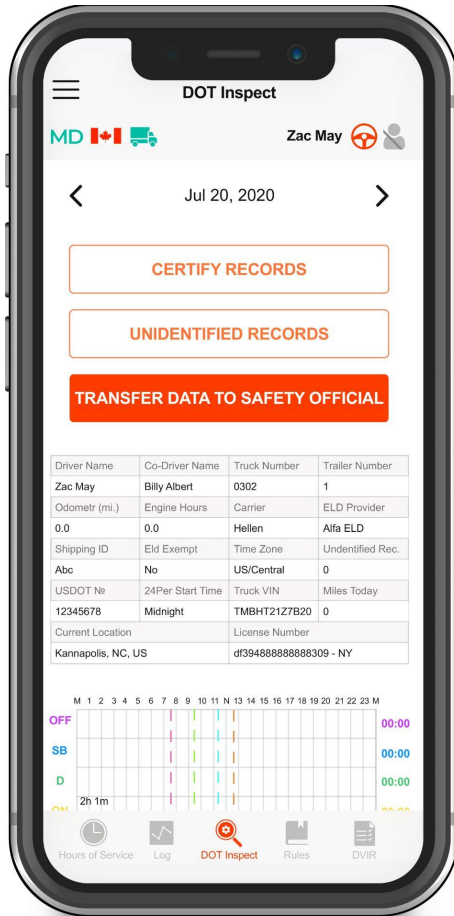 DOT Inspect
MD
Zac May
Jul 20, 2020
CERTIFY RECORDS
UNIDENTIFIED RECORDS
TRANSFER DATA TO SAFETY OFFICIAL
Driver Name Co-Driver Name Truck Number Trailer Number
Zac May Billy Albert 0302 1
Odometr (mi.) Engine Hours Carrier ELD Provider
0.0 0.0 Hellen Alfa ELD
Shipping ID Eld Exempt Time Zone Undentified Rec.
Abc No US/Central 0
USDOT № 24Per Start Time Truck VIN Miles Today
12345678 Midnight TMBHT21Z7B20 0
Current Location License Number
Kannapolis, NC, US df394888888888309 - NY
M 1 2 3 4 5 6 7 8 9 10 11 N 13 14 15 16 17 18 19 20 21 22 23 M
OFF 00:00
SB 00:00
D 00:00
2h 1m
ON 00:00
Hours of Service Log DOT Inspect Rules DVIR